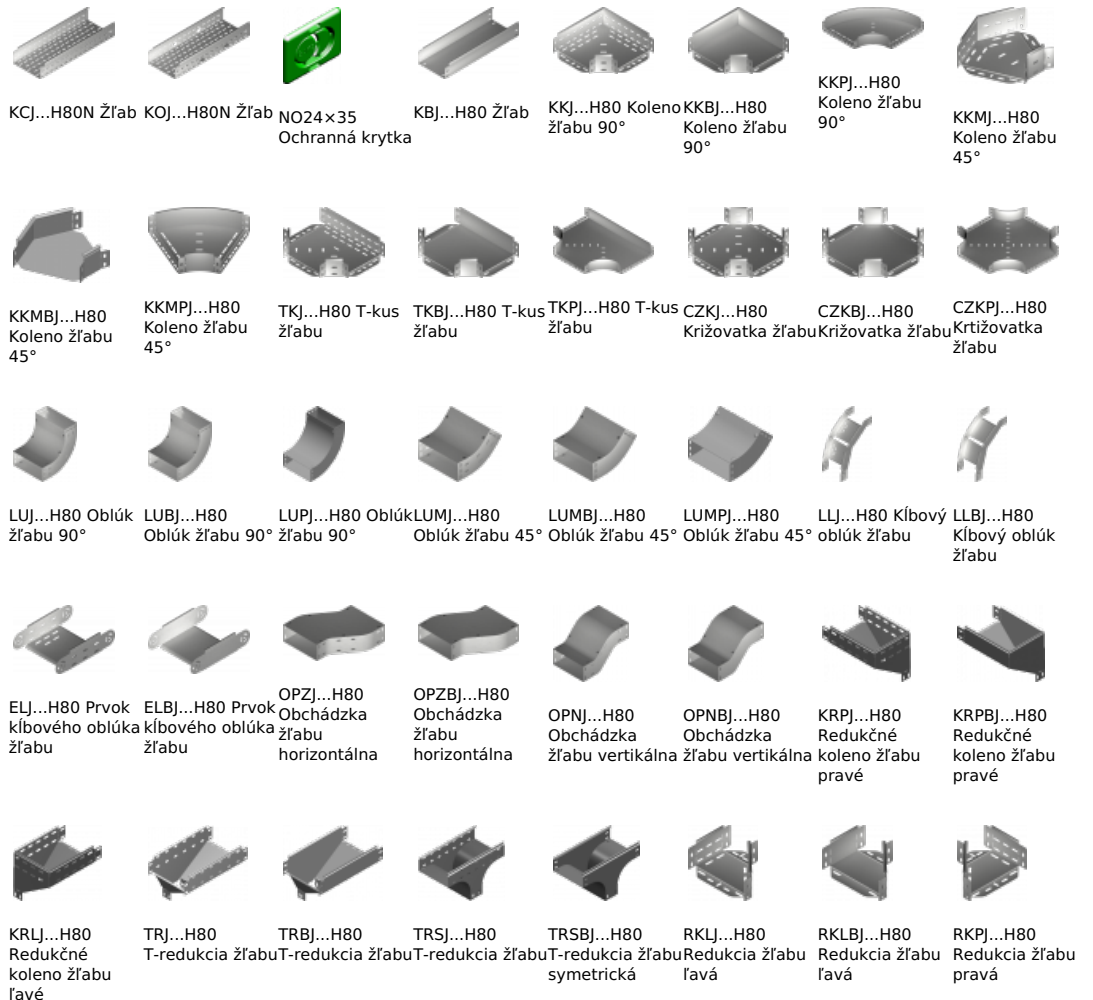 KCJ...H80N Žľab
KOJ...H80N Žľab
NO24×35
Ochranná krytka
KBJ...H80 Žľab
KKJ...H80 Koleno
žľabu 90°
KKBJ...H80
Koleno žľabu
90°
KKPJ...H80
Koleno žľabu
90°
KKMJ...H80
Koleno žľabu
45°
KKMBJ...H80
Koleno žľabu
45°
KKMPJ...H80
Koleno žľabu
45°
TKJ...H80 T-kus
žľabu
TKBJ...H80 T-kus
žľabu
TKPJ...H80 T-kus
žľabu
CZKJ...H80
Križovatka žľabu
CZKBJ...H80
Križovatka žľabu
CZKPJ...H80
Krtižovatka
žľabu
LUJ...H80 Oblúk
žľabu 90°
LUBJ...H80
Oblúk žľabu 90°
LUPJ...H80 Oblúk
žľabu 90°
LUMJ...H80
Oblúk žľabu 45°
LUMBJ...H80
Oblúk žľabu 45°
LUMPJ...H80
Oblúk žľabu 45°
LLJ...H80 Kĺbový
oblúk žľabu
LLBJ...H80
Kĺbový oblúk
žľabu
ELJ...H80 Prvok
kĺbového oblúka
žľabu
ELBJ...H80 Prvok
kĺbového oblúka
žľabu
OPZJ...H80
Obchádzka
žľabu
horizontálna
OPZBJ...H80
Obchádzka
žľabu
horizontálna
OPNJ...H80
Obchádzka
žľabu vertikálna
OPNBJ...H80
Obchádzka
žľabu vertikálna
KRPJ...H80
Redukčné
koleno žľabu
pravé
KRPBJ...H80
Redukčné
koleno žľabu
pravé
KRLJ...H80
Redukčné
koleno žľabu
ľavé
TRJ...H80
T-redukcia žľabu
TRBJ...H80
T-redukcia žľabu
TRSJ...H80
T-redukcia žľabu
TRSBJ...H80
T-redukcia žľabu
symetrická
RKLJ...H80
Redukcia žľabu
ľavá
RKLBJ...H80
Redukcia žľabu
ľavá
RKPJ...H80
Redukcia žľabu
pravá